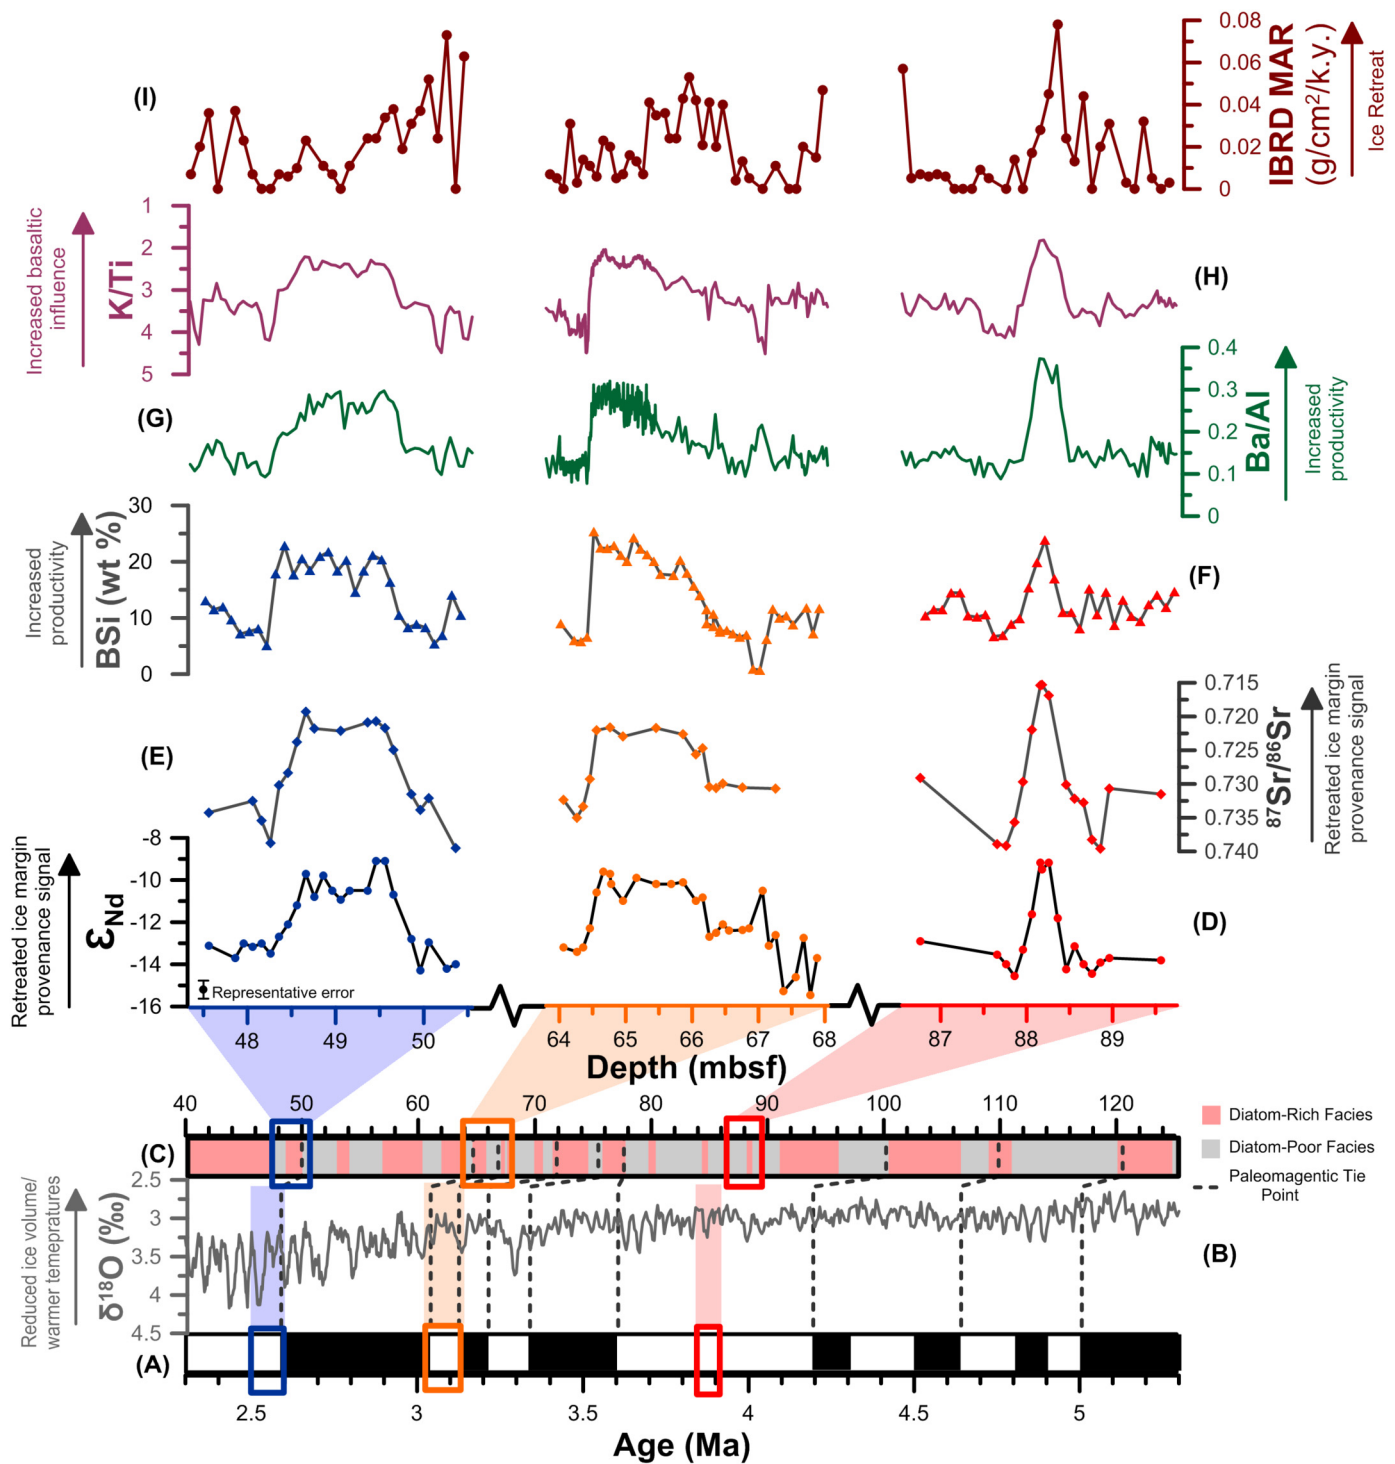 (I)
0.08
0.06
0.04
0.02
0
IBRD MAR
(g/cm²/k.y.)
Ice Retreat
Increased basaltic
influence
K/Ti
1
2
3
4
5
(H)
(G)
0.4
0.3
0.2
0.1
0
Ba/Al
Increased
productivity
Increased
productivity
BSi (wt %)
30
20
10
0
(F)
(E)
0.715
0.720
0.725
0.730
0.735
0.740
⁸⁷Sr/⁸⁶Sr
Retreated ice margin
provenance signal
Retreated ice margin
provenance signal
εNd
-8
-10
-12
-14
-16
(D)
Representative error
48 49 50 64 65 66 67 68 87 88 89
Depth (mbsf)
40 50 60 70 80 90 100 110 120
(C)
Diatom-Rich Facies
Diatom-Poor Facies
Paleomagentic Tie
Point
Reduced ice volume/
warmer temepratures
δ¹⁸O (‰)
2.5
3
3.5
4
4.5
(B)
(A)
2.5 3 3.5 4 4.5 5
Age (Ma)